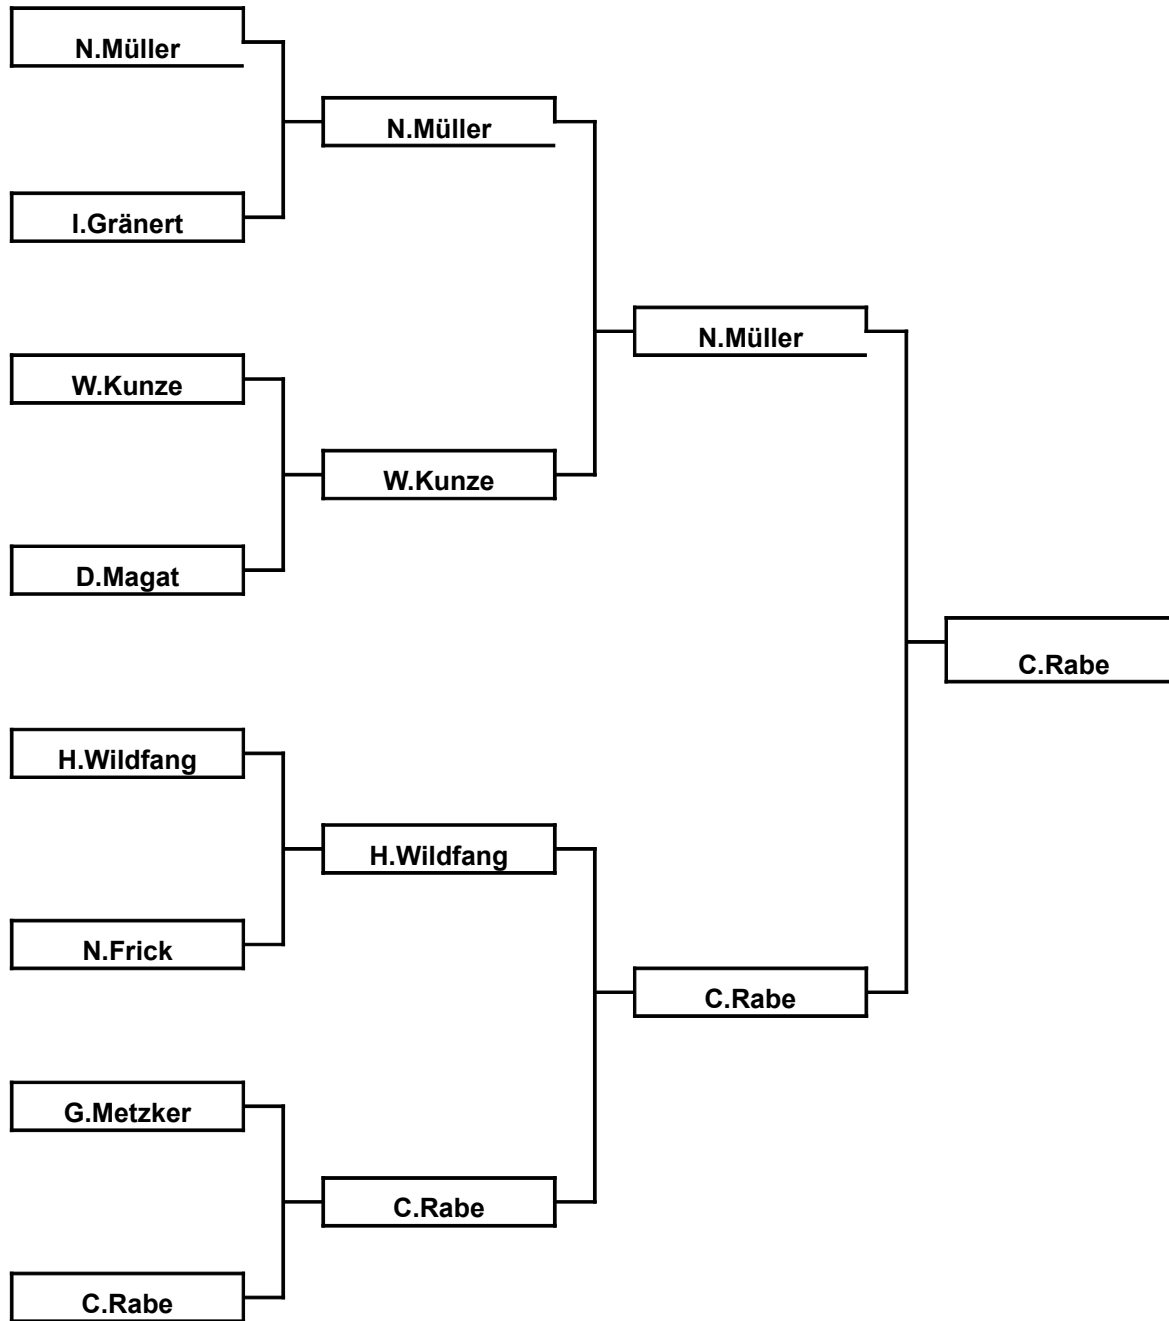 N.Müller
N.Müller
I.Gränert
N.Müller
W.Kunze
W.Kunze
D.Magat
C.Rabe
H.Wildfang
H.Wildfang
N.Frick
C.Rabe
G.Metzker
C.Rabe
C.Rabe